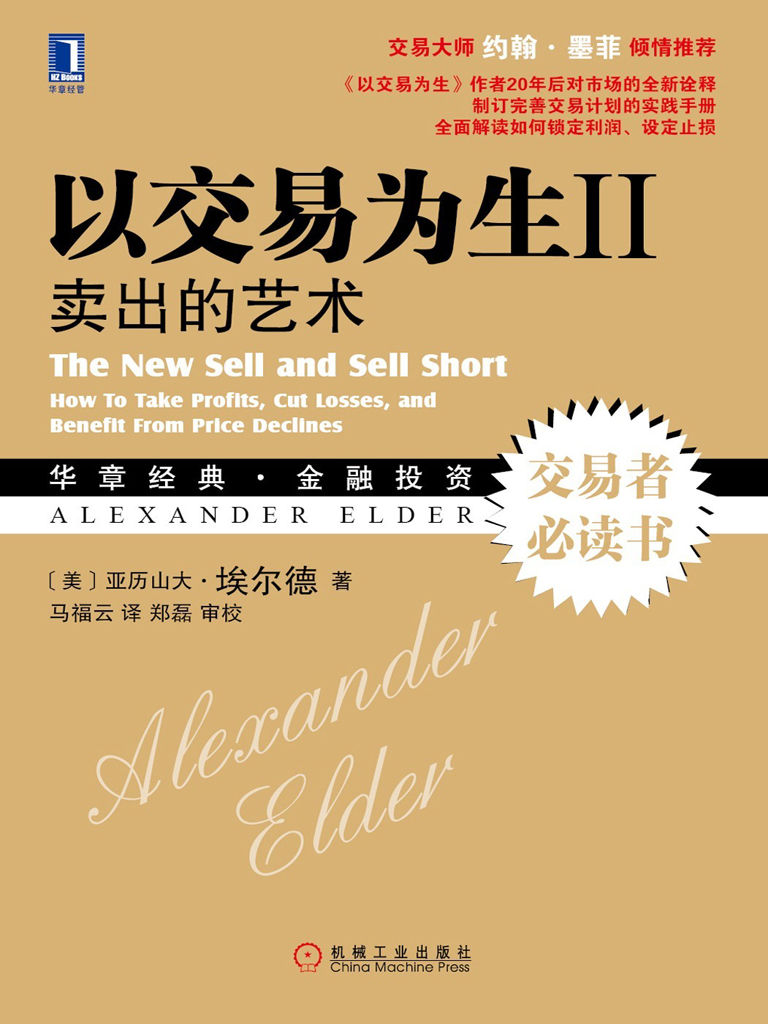 HZ Books
华章经管
交易大师 约翰·墨菲 倾情推荐
《以交易为生》作者20年后对市场的全新诠释
制订完善交易计划的实践手册
全面解读如何锁定利润、设定止损
以交易为生II
卖出的艺术
The New Sell and Sell Short
How To Take Profits, Cut Losses, and
Benefit From Price Declines
华章经典·金融投资
ALEXANDER ELDER
交易者
必读书
〔美〕亚历山大·埃尔德 著
马福云 译 郑磊 审校
Alexander
Elder
机械工业出版社
China Machine Press